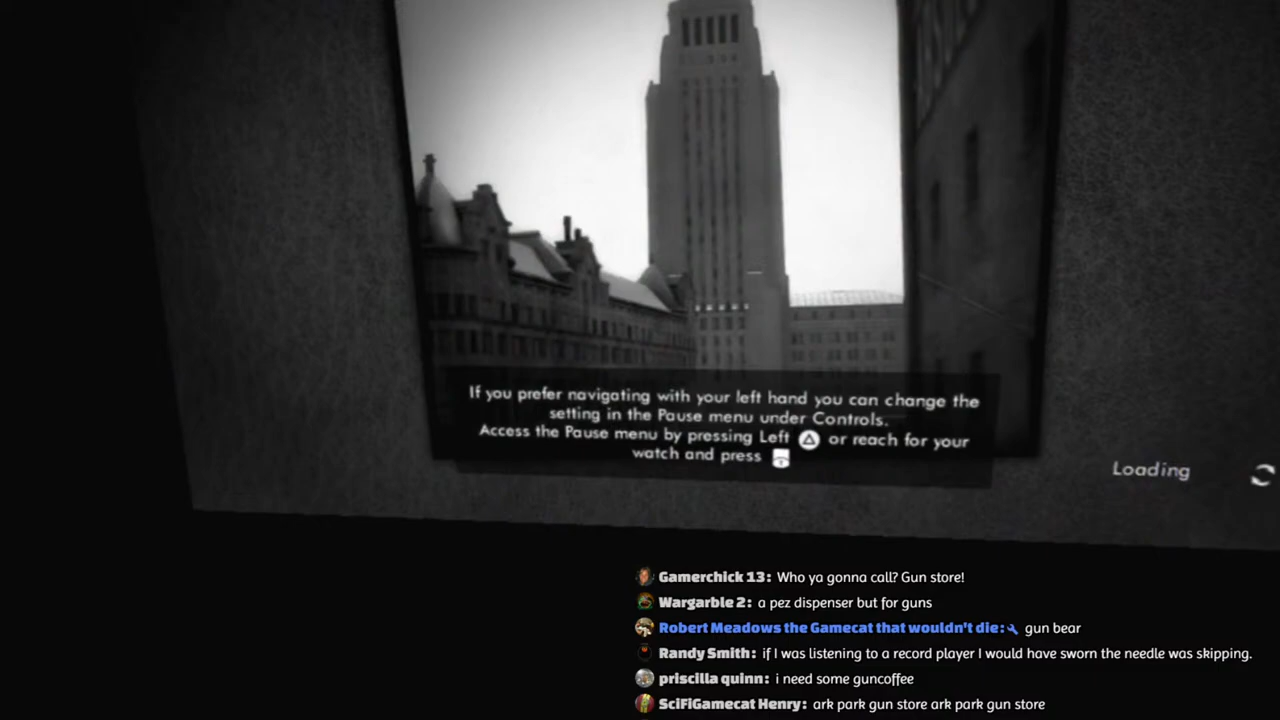 If you prefer navigating with your left hand you can change the
setting in the Pause menu under Controls.
Access the Pause menu by pressing Left or reach for your
watch and press
Loading
Gamerchick 13: Who ya gonna call? Gun store!
Wargarble 2: a pez dispenser but for guns
Robert Meadows the Gamecat that wouldn't die: gun bear
Randy Smith: if I was listening to a record player I would have sworn the needle was skipping.
priscilla quinn: i need some guncoffee
SciFiGamecat Henry: ark park gun store ark park gun store